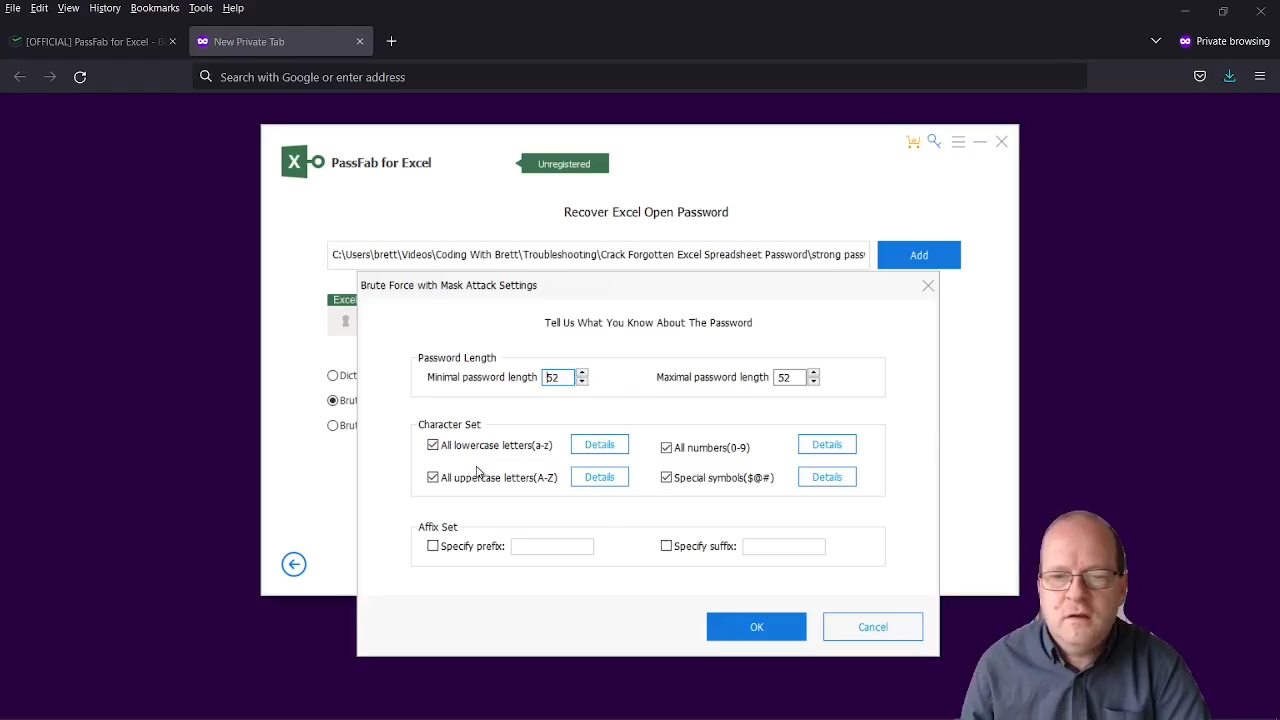 File Edit View History Bookmarks Tools Help
[OFFICIAL] PassFab for Excel - B
New Private Tab
Private browsing
Search with Google or enter address
X
PassFab for Excel
Unregistered
Recover Excel Open Password
C:\Users\brett\Videos\Coding With Brett\Troubleshooting\Crack Forgotten Excel Spreadsheet Password\strong pass
Add
Brute Force with Mask Attack Settings
Excel
Tell Us What You Know About The Password
Password Length
Minimal password length 52
Maximal password length 52
Dict
Brut
Brut
Character Set
All lowercase letters(a-z) Details
All numbers(0-9) Details
All uppercase letters(A-Z) Details
Special symbols($@#) Details
Affix Set
Specify prefix:
Specify suffix:
OK
Cancel